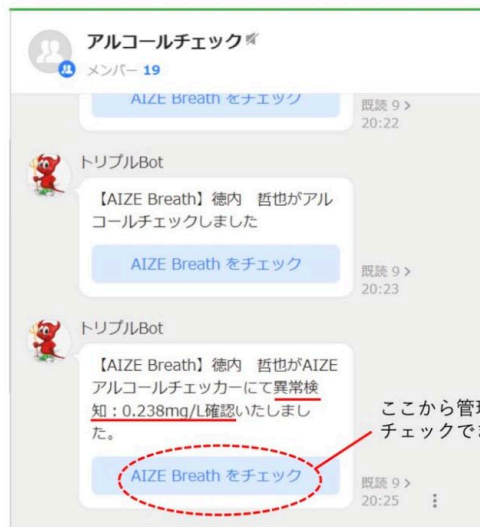 アルコールチェック
メンバー 19
AIZE Breath をチェック
既読 9 >
20:22
トリプルBot
【AIZE Breath】徳内 哲也がアル
コールチェックしました
AIZE Breath をチェック
既読 9 >
20:23
トリプルBot
【AIZE Breath】徳内 哲也がAIZE
アルコールチェッカーにて異常検
知：0.238mg/L確認いたしまし
た。
ここから管
チェックで
AIZE Breath をチェック
既読 9 >
20:25